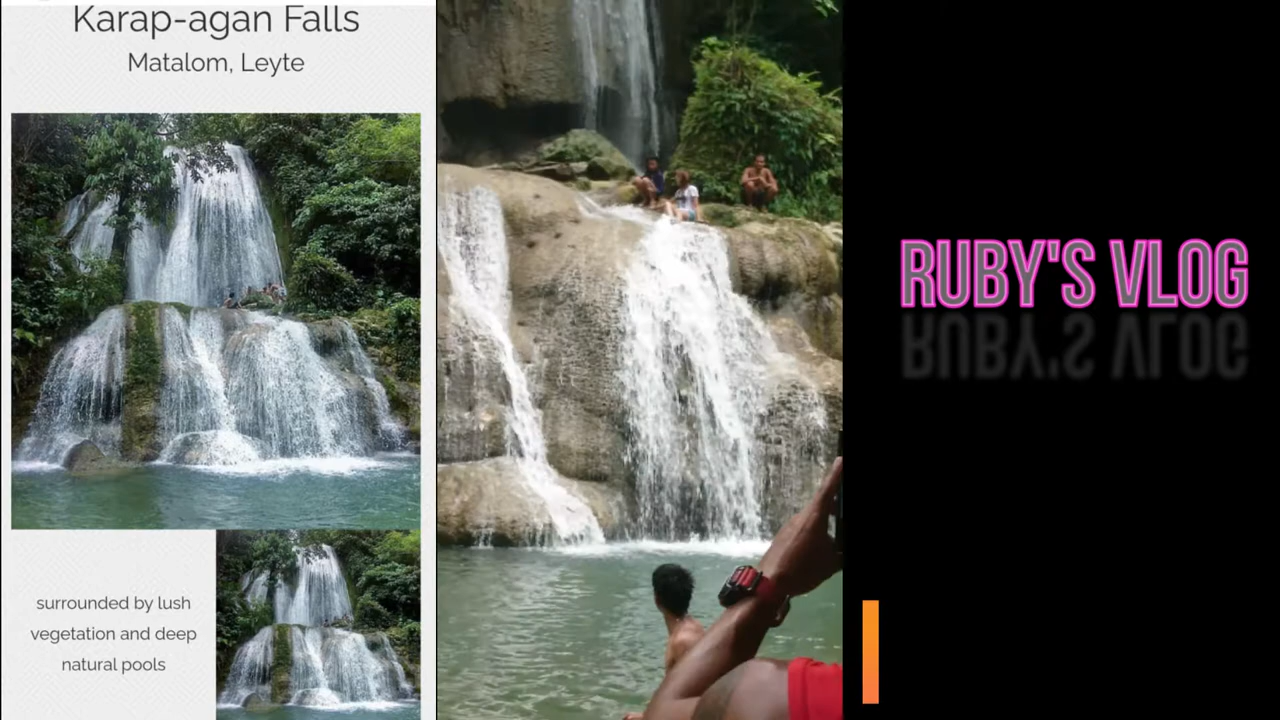 Karap-agan Falls
Matalom, Leyte
surrounded by lush
vegetation and deep
natural pools
RUBY'S VLOG